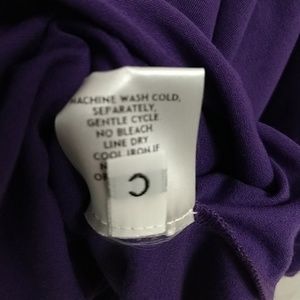 MACHINE WASH COLD,
SEPARATELY,
GENTLE CYCLE
NO BLEACH
LINE DRY
COOL IRON IF
C